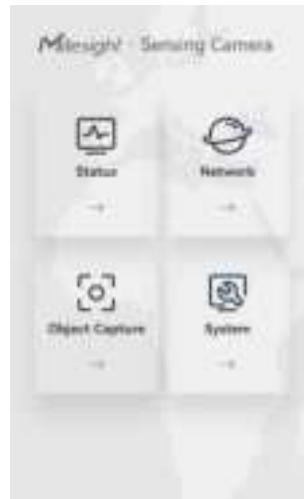 Milesight · Sensing Camera
Status
Network
Object Capture
System